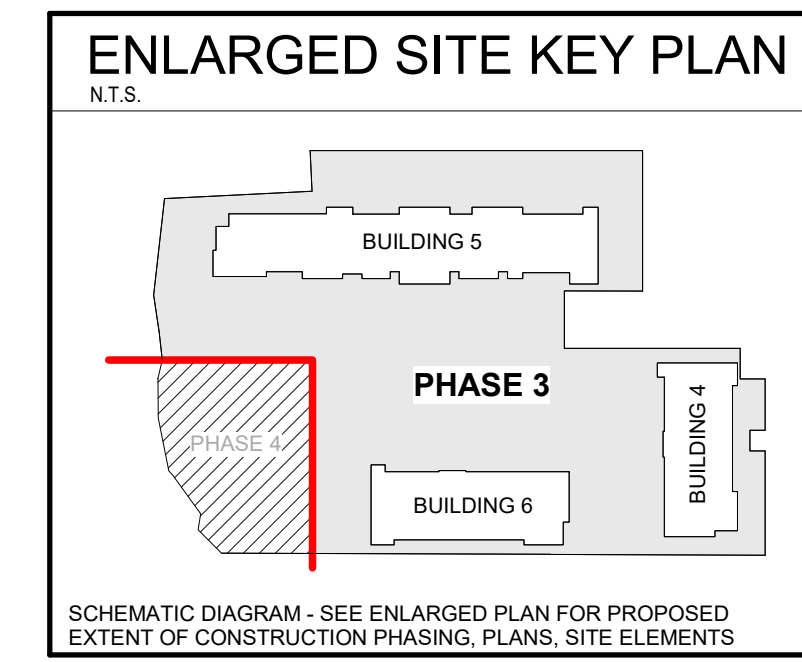 ENLARGED SITE KEY PLAN
N.T.S.
BUILDING 5
PHASE 3
BUILDING 4
PHASE 4
BUILDING 6
SCHEMATIC DIAGRAM - SEE ENLARGED PLAN FOR PROPOSED
EXTENT OF CONSTRUCTION PHASING, PLANS, SITE ELEMENTS